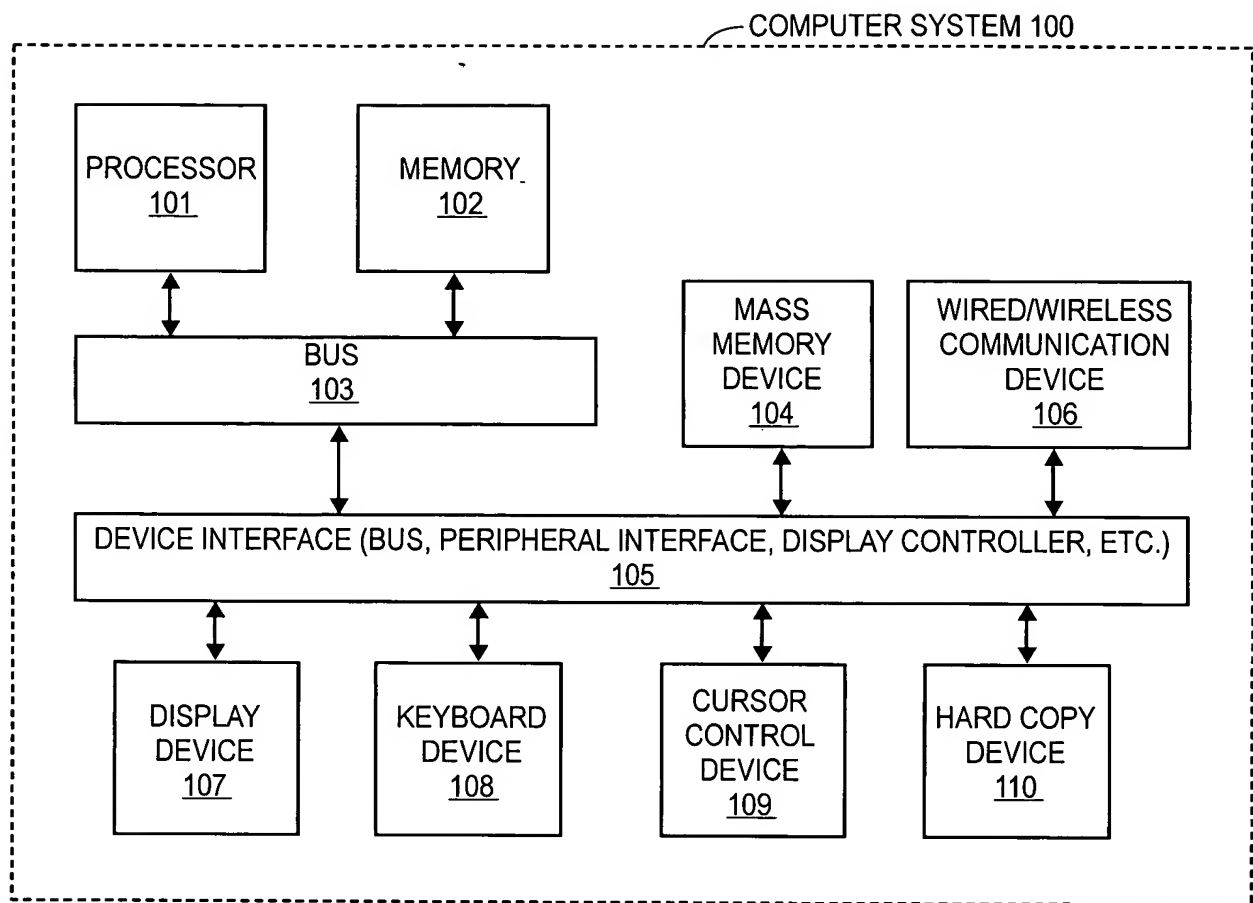 COMPUTER SYSTEM 100
PROCESSOR
101
MEMORY
102
BUS
103
MASS
MEMORY
DEVICE
104
WIRED/WIRELESS
COMMUNICATION
DEVICE
106
DEVICE INTERFACE (BUS, PERIPHERAL INTERFACE, DISPLAY CONTROLLER, ETC.)
105
DISPLAY
DEVICE
107
KEYBOARD
DEVICE
108
CURSOR
CONTROL
DEVICE
109
HARD COPY
DEVICE
110